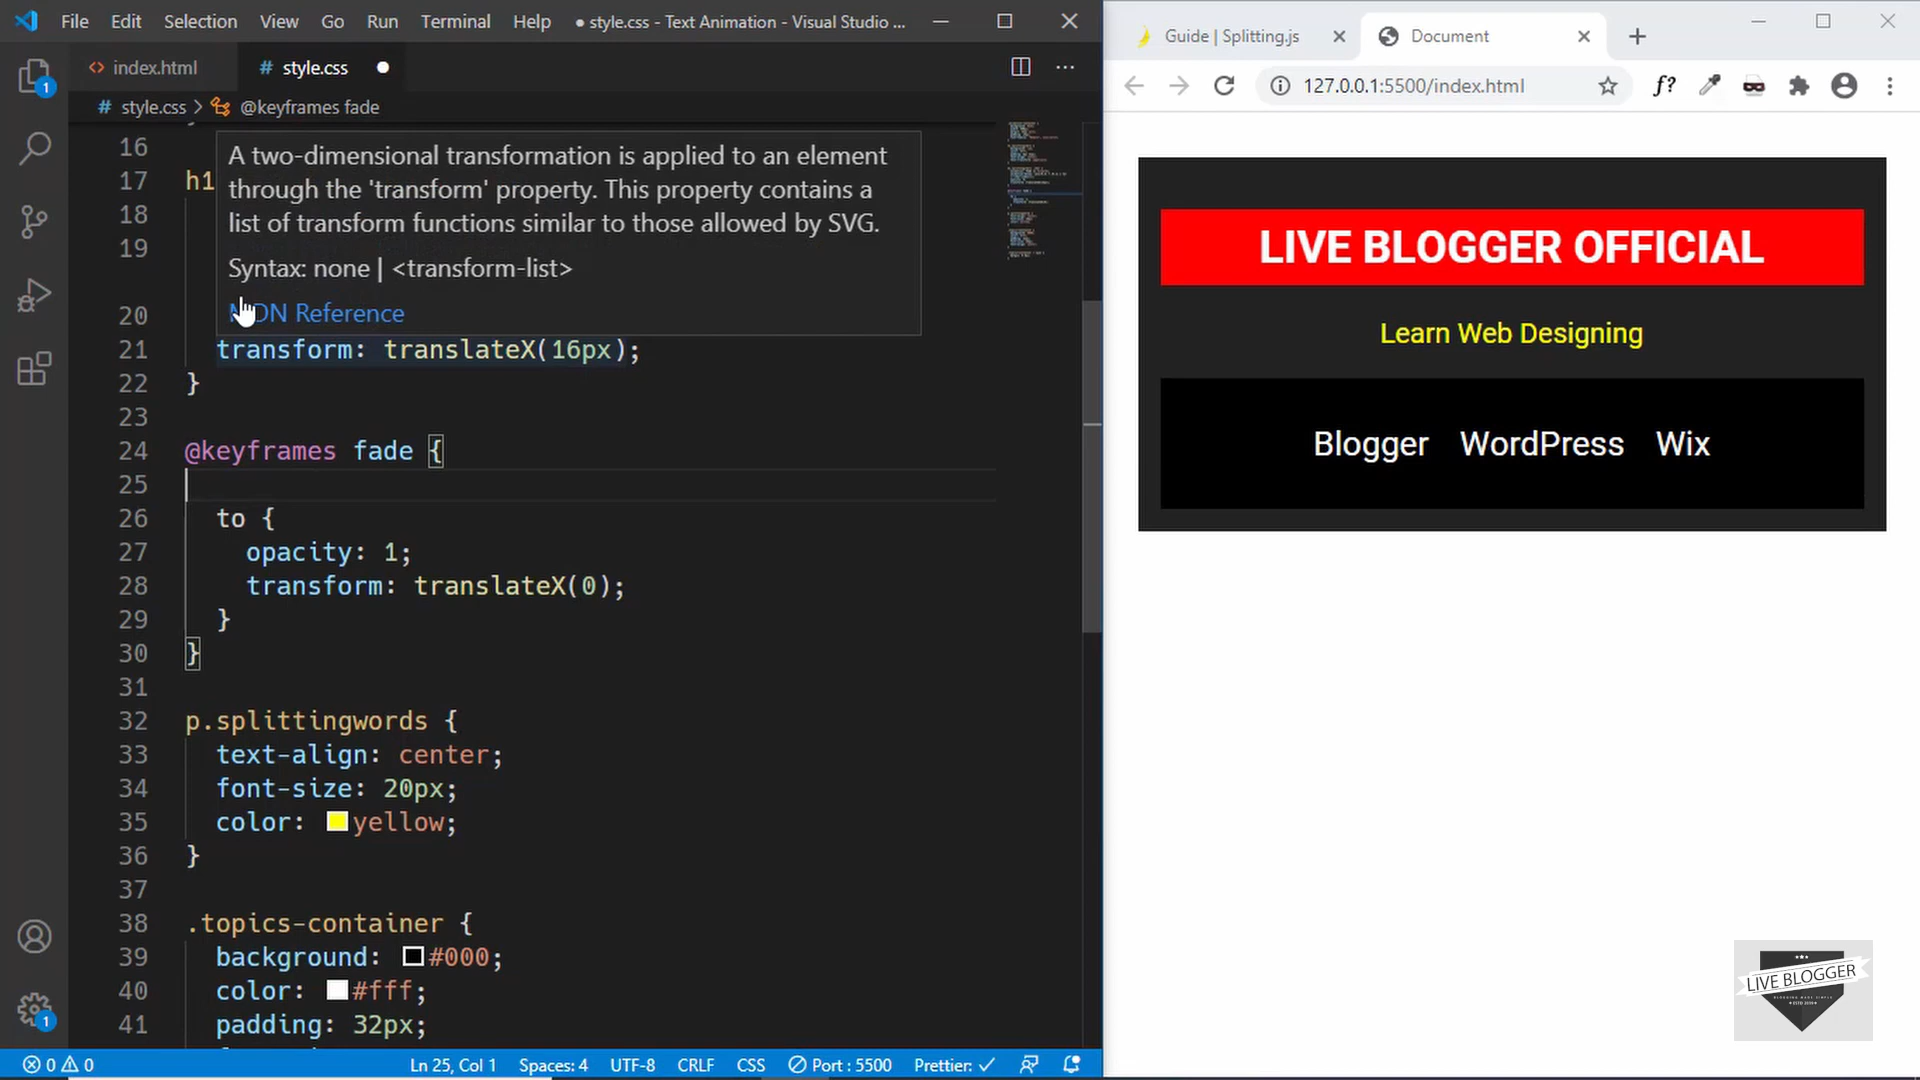 File Edit Selection View Go Run Terminal Help ● style.css - Text Animation - Visual Studio ...
index.html # style.css
# style.css > @keyframes fade
16
17 h1
18
19
A two-dimensional transformation is applied to an element
through the 'transform' property. This property contains a
list of transform functions similar to those allowed by SVG.
Syntax: none | <transform-list>
MDN Reference
20
21 transform: translateX(16px);
22 }
23
24 @keyframes fade {
25
26 to {
27 opacity: 1;
28 transform: translateX(0);
29 }
30 }
31
32 p.splittingwords {
33 text-align: center;
34 font-size: 20px;
35 color: yellow;
36 }
37
38 .topics-container {
39 background: #000;
40 color: #fff;
41 padding: 32px;
1
1
0 0 Ln 25, Col 1 Spaces: 4 UTF-8 CRLF CSS Port : 5500 Prettier: ✓
Guide | Splitting.js Document
127.0.0.1:5500/index.html f?
LIVE BLOGGER OFFICIAL
Learn Web Designing
Blogger WordPress Wix
LIVE BLOGGER